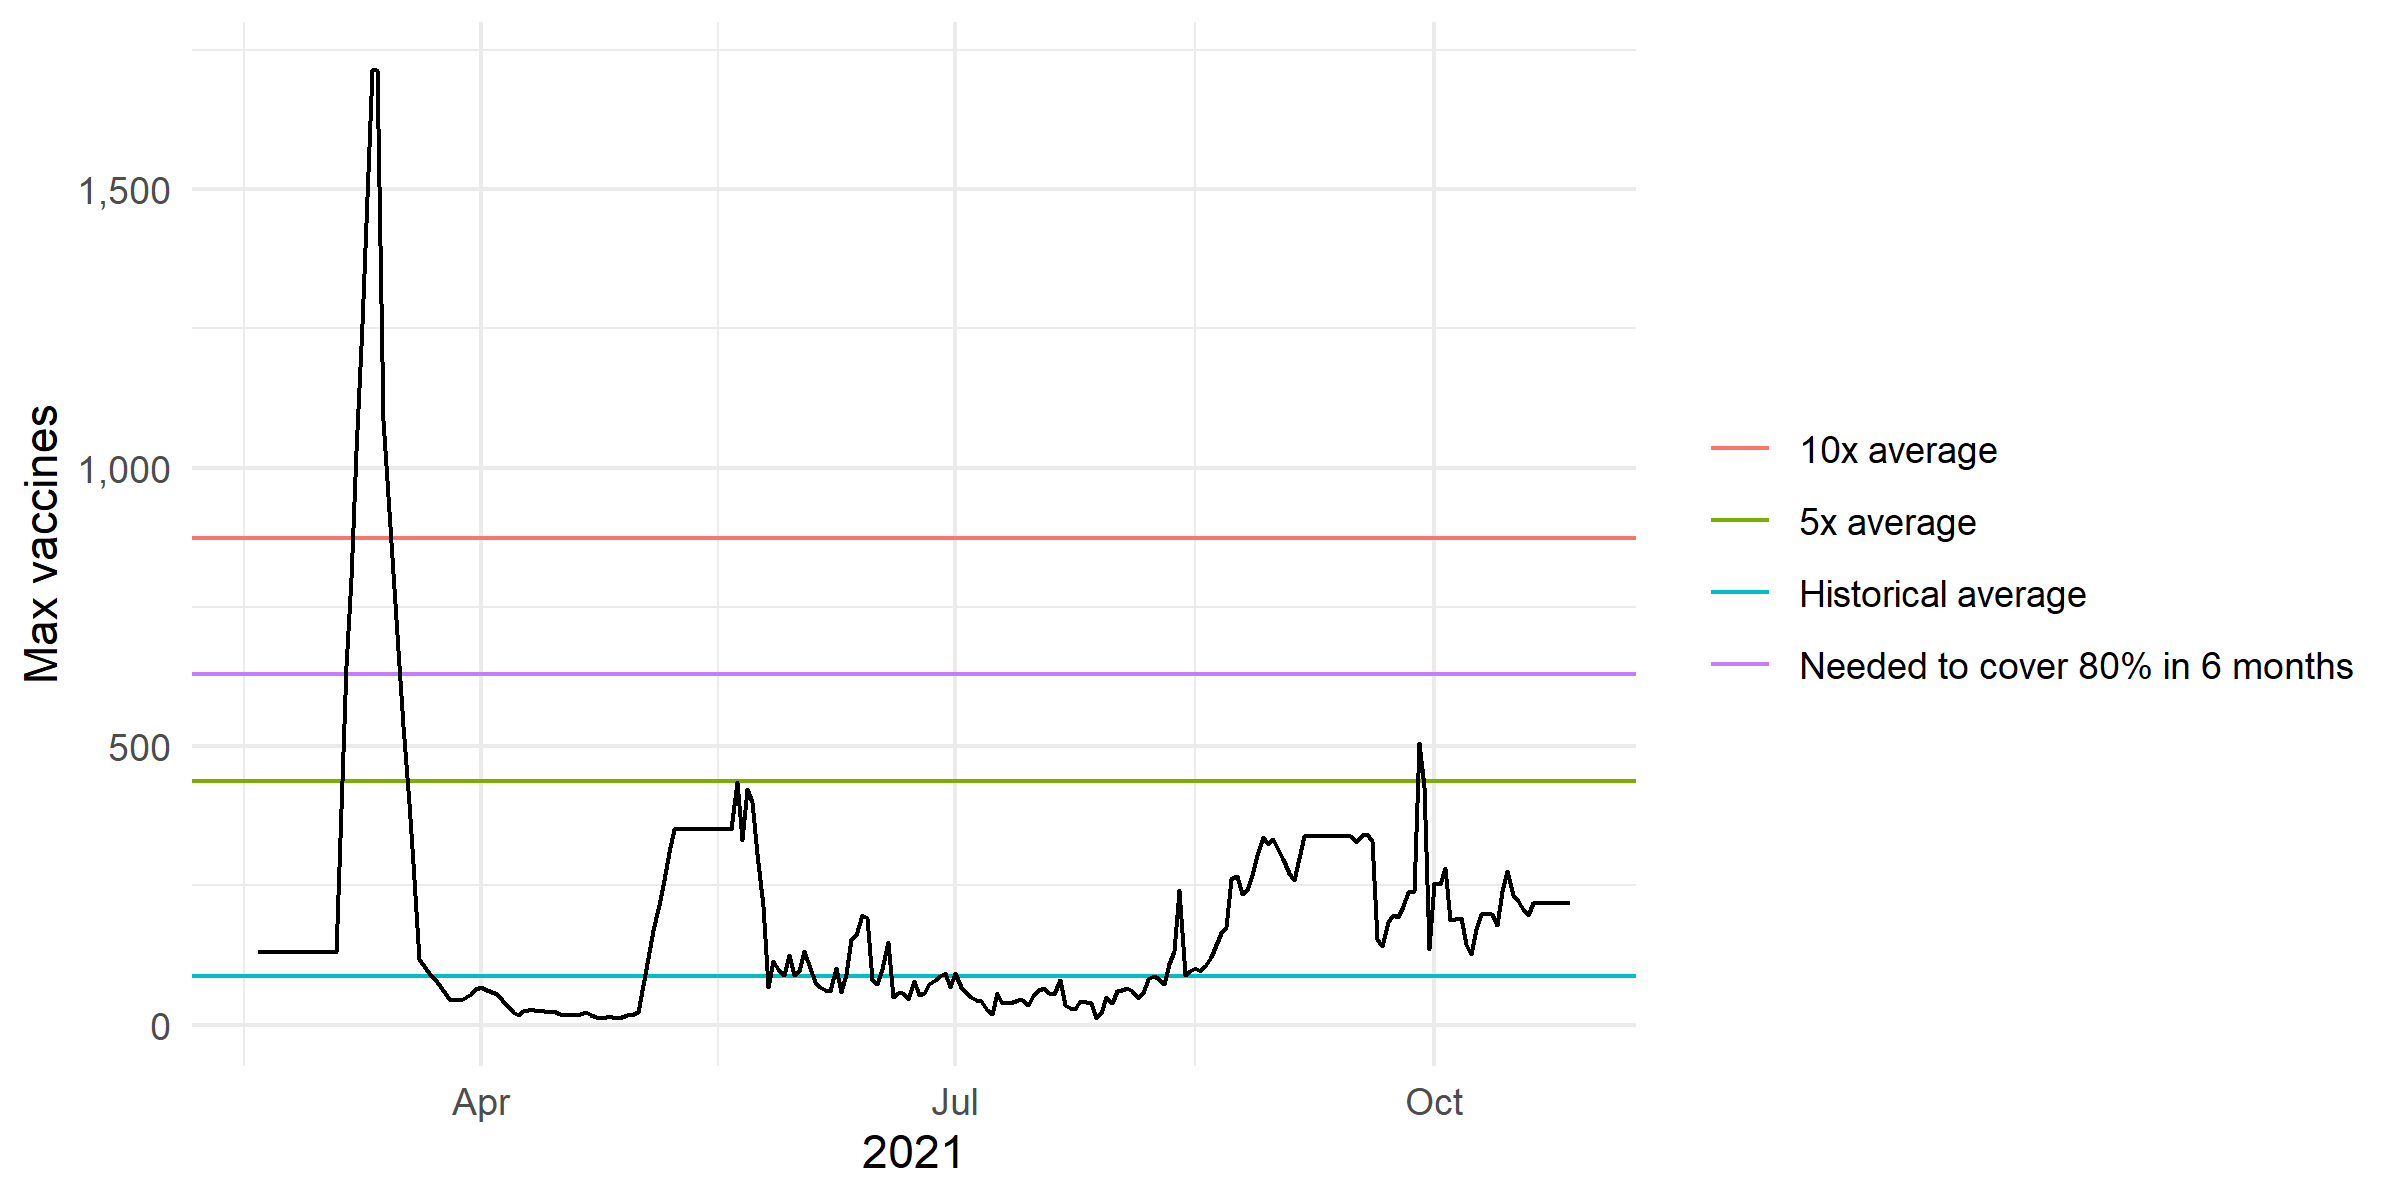 Max vaccines
1,500
1,000
500
0
Apr
Jul
Oct
2021
10x average
5x average
Historical average
Needed to cover 80% in 6 months